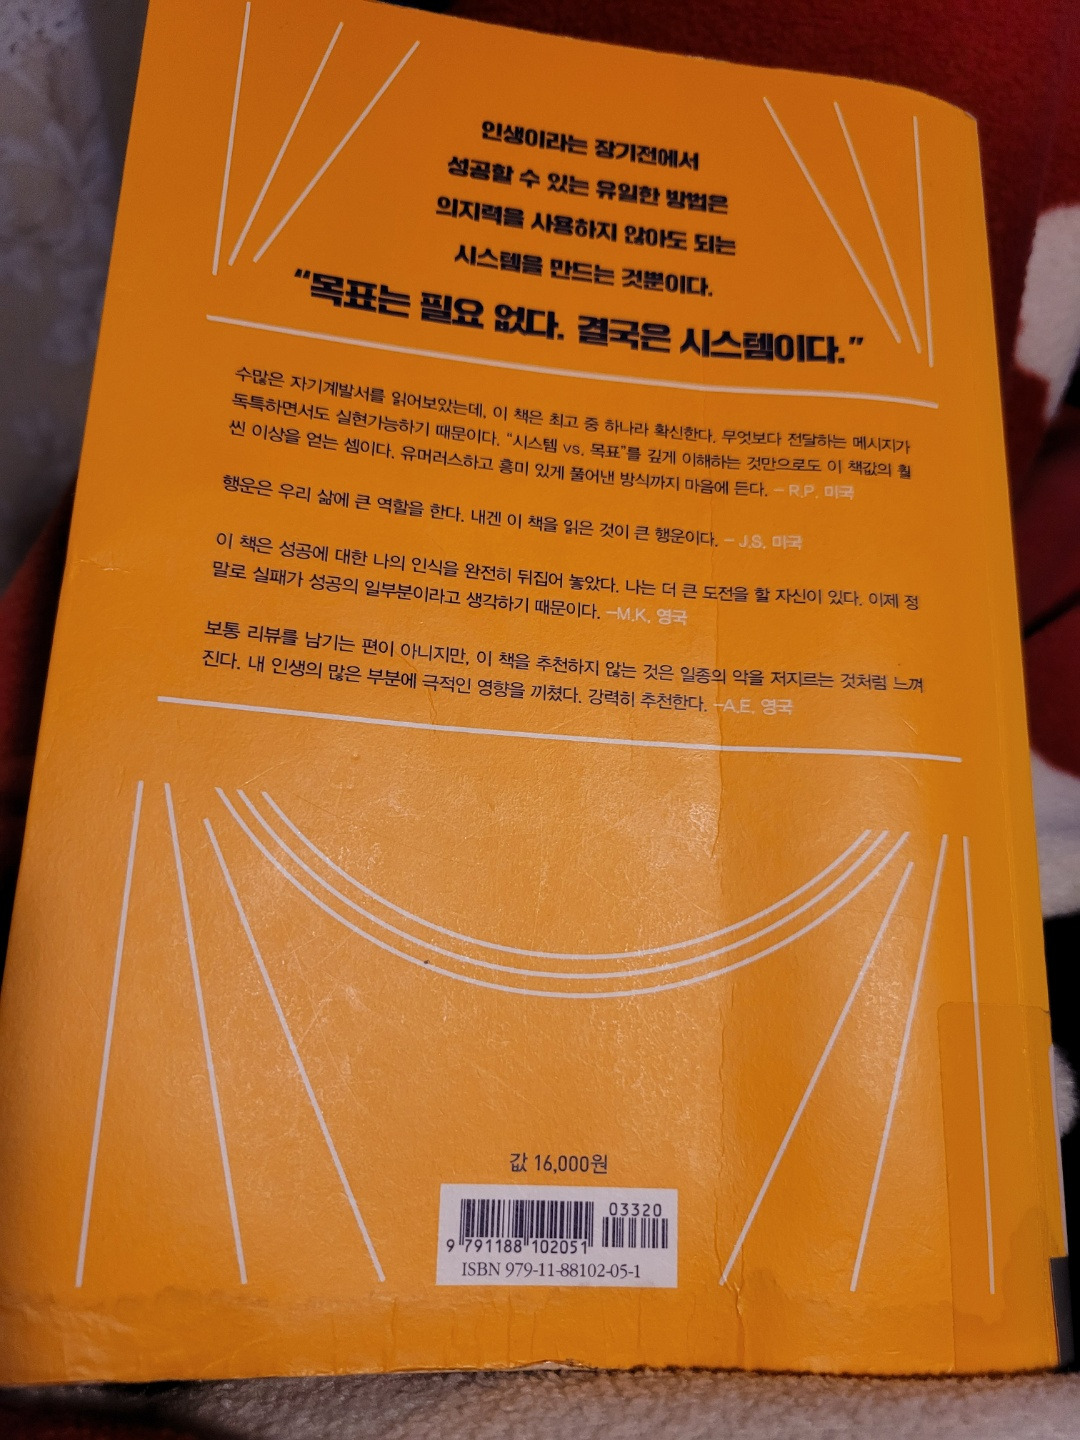 인생이라는 장기전에서
성공할 수 있는 유일한 방법은
의지력을 사용하지 않아도 되는
시스템을 만드는 것뿐이다.
“목표는 필요 없다. 결국은 시스템이다.”
수많은 자기계발서를 읽어보았는데, 이 책은 최고 중 하나라 확신한다. 무엇보다 전달하는 메시지가
독특하면서도 실현가능하기 때문이다. “시스템 vs. 목표”를 깊게 이해하는 것만으로도 이 책값의 훨
씬 이상을 얻는 셈이다. 유머러스하고 흥미 있게 풀어낸 방식까지 마음에 든다. – R.P. 미국
행운은 우리 삶에 큰 역할을 한다. 내겐 이 책을 읽은 것이 큰 행운이다. – J.S. 미국
이 책은 성공에 대한 나의 인식을 완전히 뒤집어 놓았다. 나는 더 큰 도전을 할 자신이 있다. 이제 정
말로 실패가 성공의 일부분이라고 생각하기 때문이다. –M.K. 영국
보통 리뷰를 남기는 편이 아니지만, 이 책을 추천하지 않는 것은 일종의 악을 저지르는 것처럼 느껴
진다. 내 인생의 많은 부분에 극적인 영향을 끼쳤다. 강력히 추천한다. –A.E. 영국
값 16,000원
03320
9 791188 102051
ISBN 979-11-88102-05-1